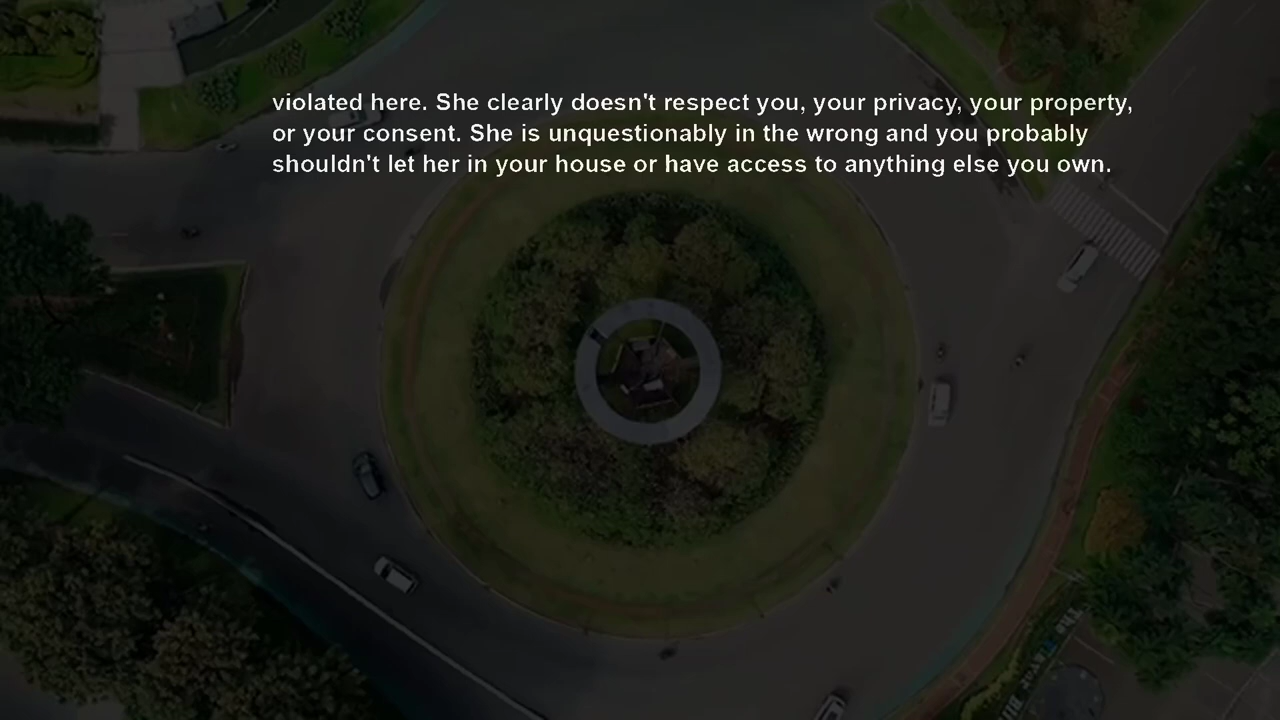 violated here. She clearly doesn't respect you, your privacy, your property,
or your consent. She is unquestionably in the wrong and you probably
shouldn't let her in your house or have access to anything else you own.